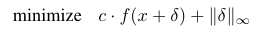 minimize c · f(x + δ) + ‖δ‖∞